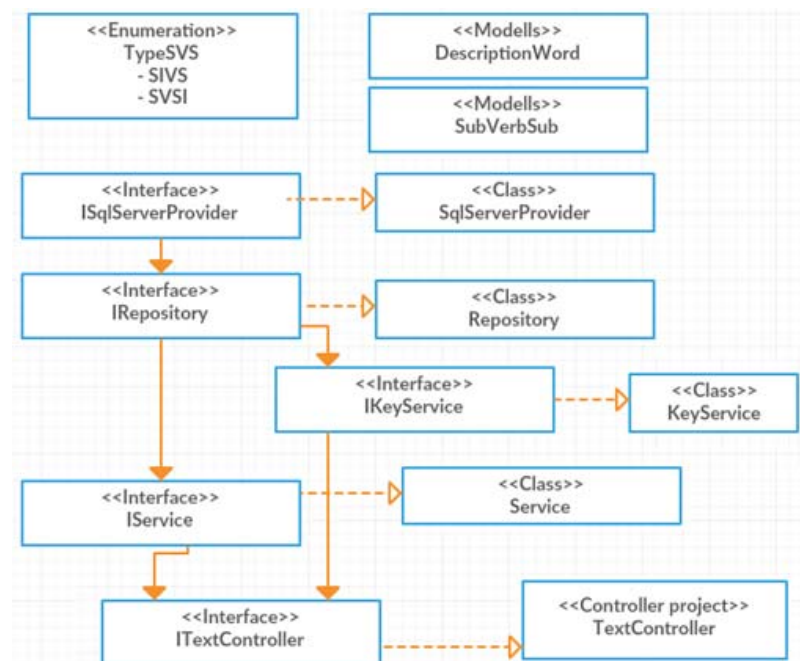 <<Enumeration>>
TypeSVS
- SIVS
- SVSI
<<Modells>>
DescriptionWord
<<Modells>>
SubVerbSub
<<Interface>>
ISqlServerProvider
<<Class>>
SqlServerProvider
<<Interface>>
IRepository
<<Class>>
Repository
<<Interface>>
IKeyService
<<Class>>
KeyService
<<Interface>>
IService
<<Class>>
Service
<<Interface>>
ITextController
<<Controller project>>
TextController